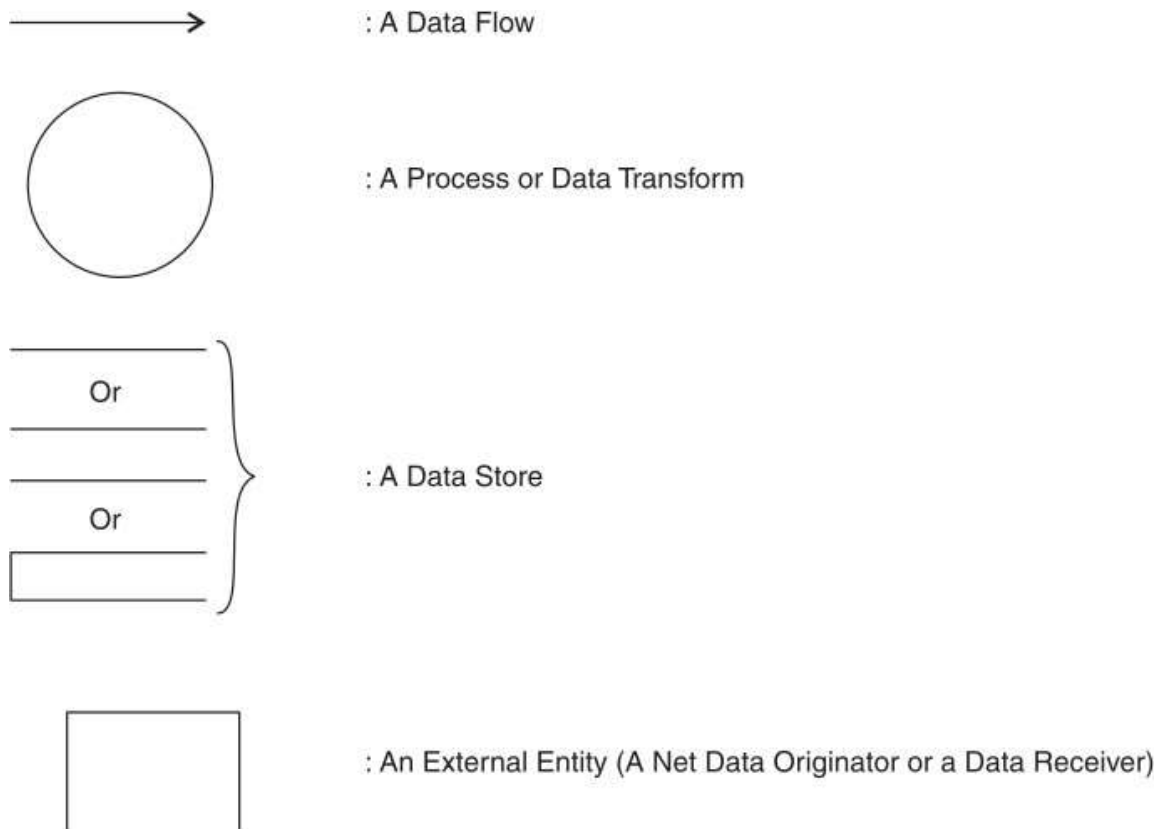 : A Data Flow
: A Process or Data Transform
Or
: A Data Store
Or
: An External Entity (A Net Data Originator or a Data Receiver)